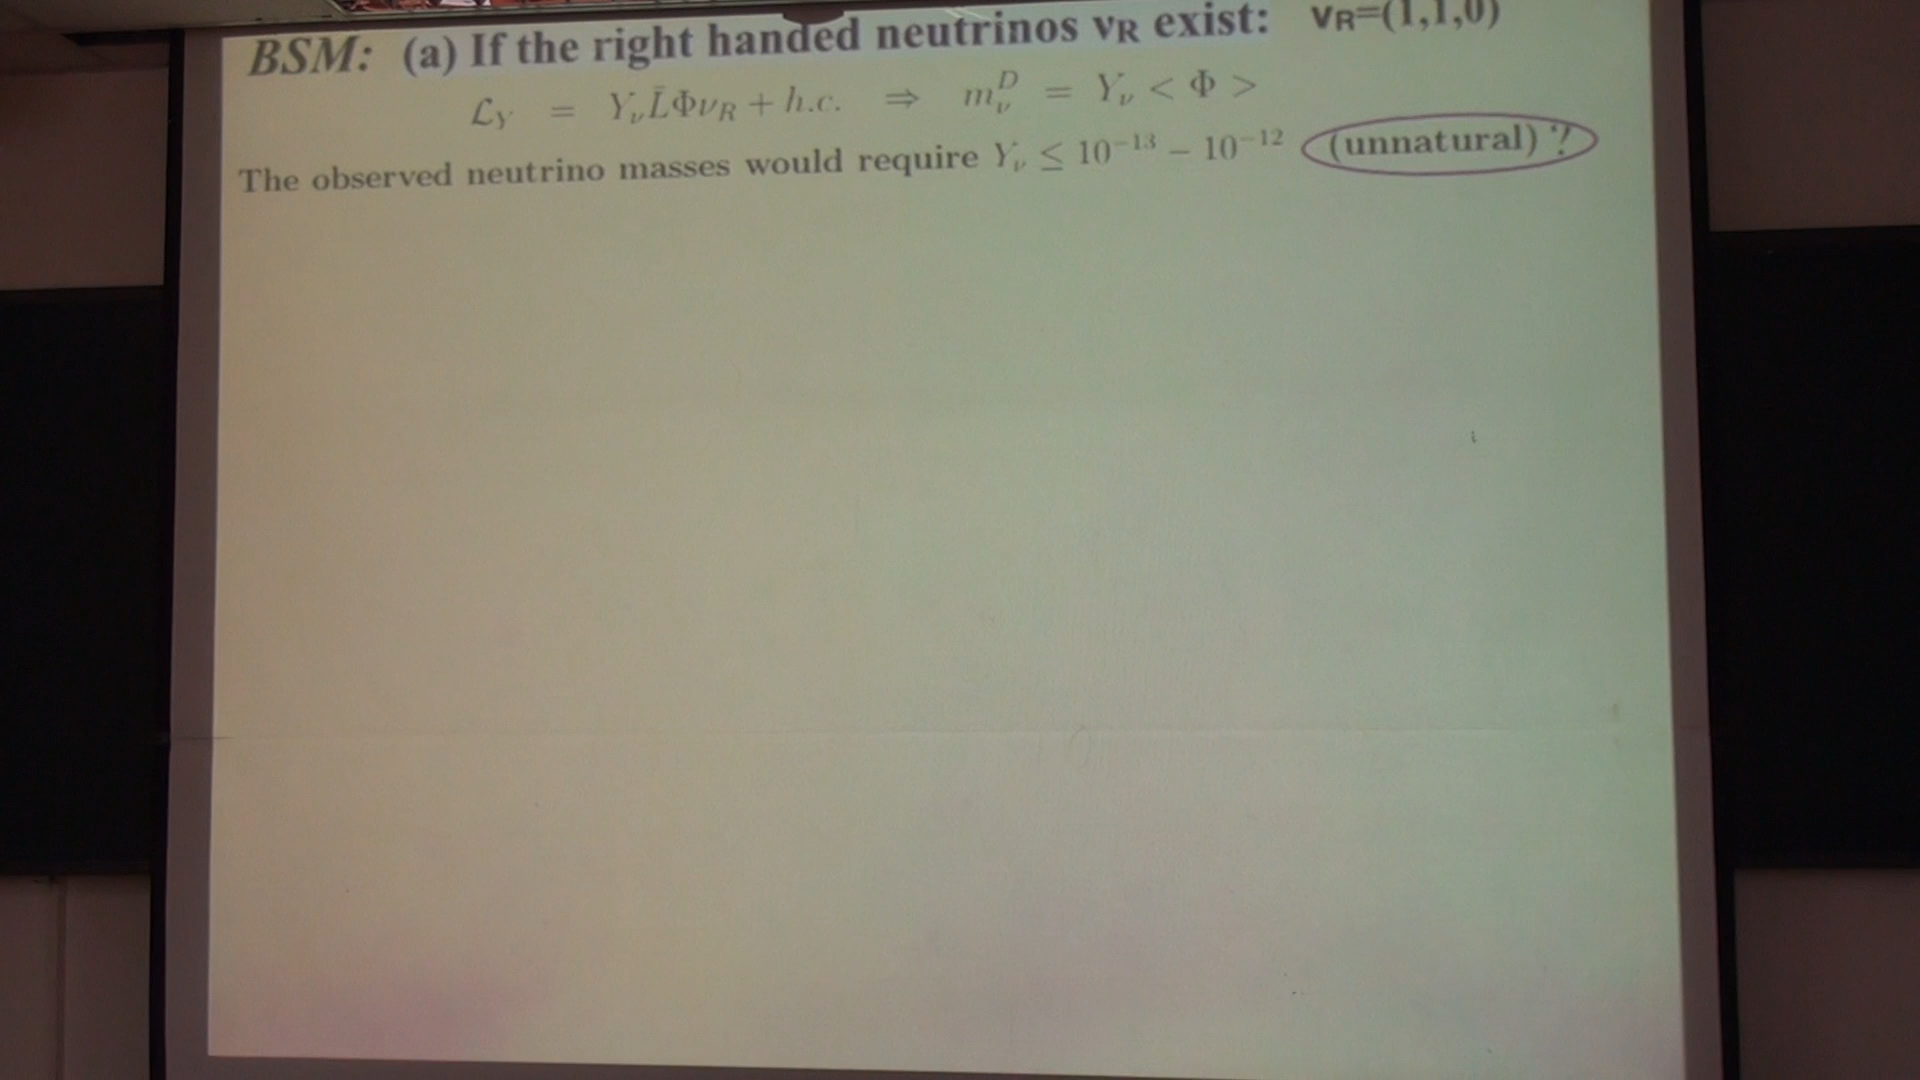 BSM: (a) If the right handed neutrinos νR exist: νR=(1,1,0)
ℒY = Yν L̄ΦνR + h.c. ⇒ mνD = Yν < Φ >
The observed neutrino masses would require Yν ≤ 10⁻¹³ – 10⁻¹² (unnatural) ?